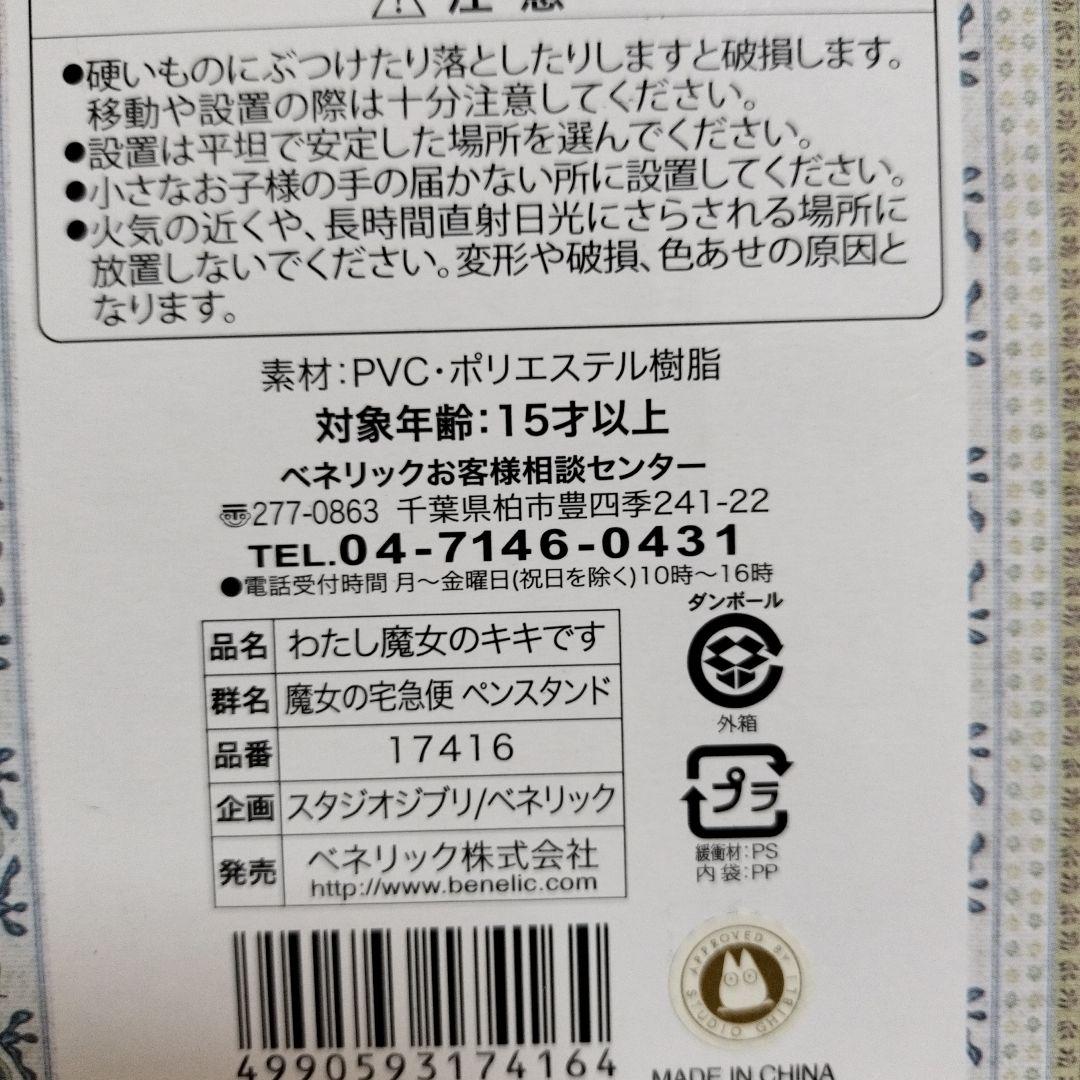 ⚠注意
●硬いものにぶつけたり落としたりしますと破損します。
移動や設置の際は十分注意してください。
●設置は平坦で安定した場所を選んでください。
●小さなお子様の手の届かない所に設置してください。
●火気の近くや、長時間直射日光にさらされる場所に
放置しないでください。変形や破損、色あせの原因と
なります。
素材：PVC・ポリエステル樹脂
対象年齢：15才以上
ベネリックお客様相談センター
277-0863 千葉県柏市豊四季241-22
TEL.04-7146-0431
●電話受付時間 月～金曜日(祝日を除く)10時～16時
品名 わたし魔女のキキです
群名 魔女の宅急便 ペンスタンド
品番 17416
企画 スタジオジブリ/ベネリック
発売 ベネリック株式会社
http://www.benelic.com
ダンボール
外箱
プラ
緩衝材：PS
内袋：PP
APPROVED BY STUDIO GHIBLI
4990593174164
MADE IN CHINA